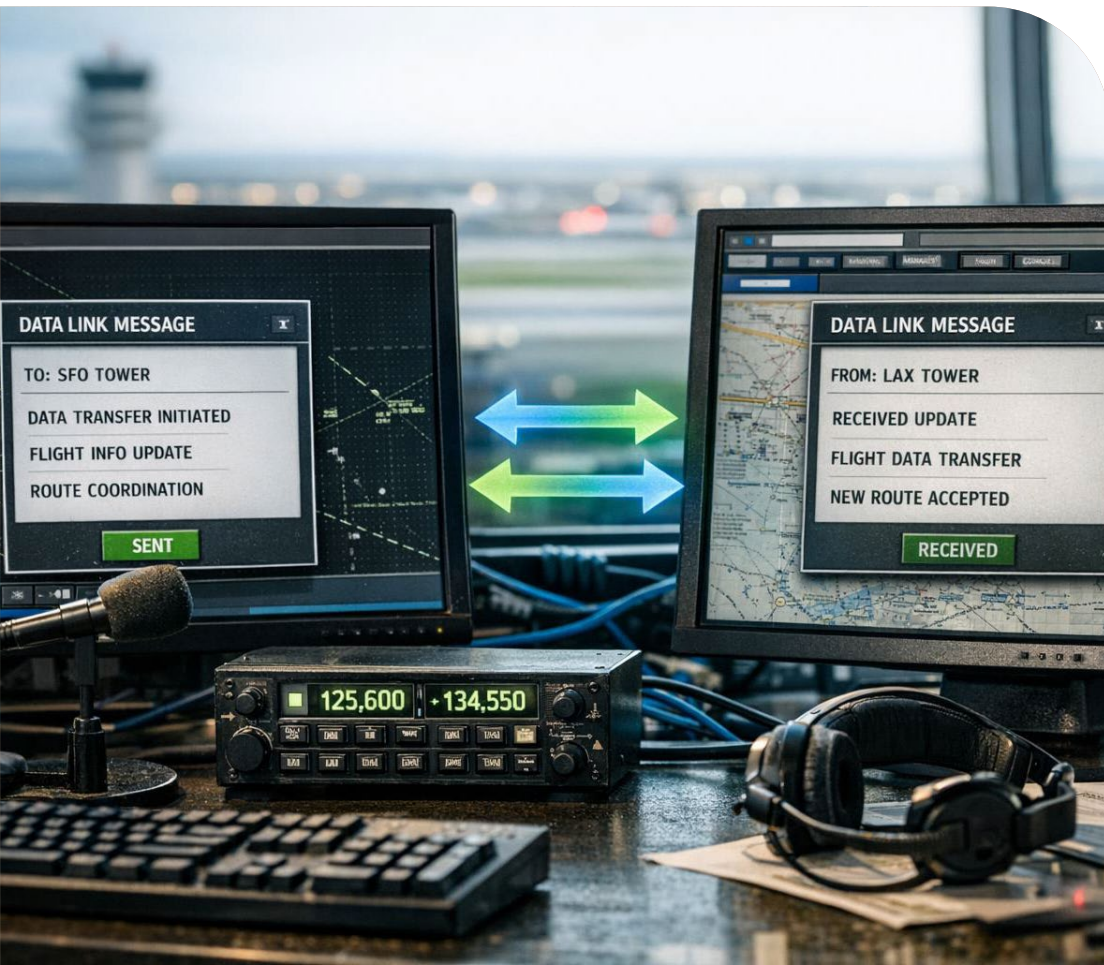 DATA LINK MESSAGE
TO: SFO TOWER
DATA TRANSFER INITIATED
FLIGHT INFO UPDATE
ROUTE COORDINATION
SENT
DATA LINK MESSAGE
FROM: LAX TOWER
RECEIVED UPDATE
FLIGHT DATA TRANSFER
NEW ROUTE ACCEPTED
RECEIVED
125,600
134,550